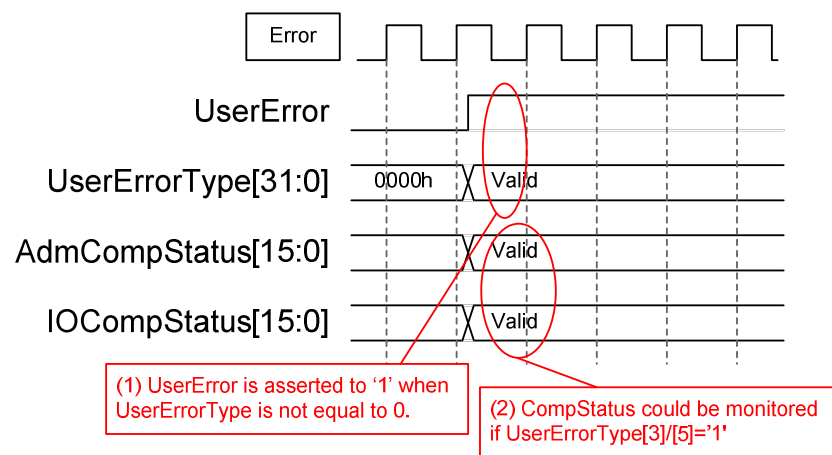 Error
UserError
UserErrorType[31:0]
0000h
Valid
AdmCompStatus[15:0]
Valid
IOCompStatus[15:0]
Valid
(1) UserError is asserted to ‘1’ when
UserErrorType is not equal to 0.
(2) CompStatus could be monitored
if UserErrorType[3]/[5]='1'